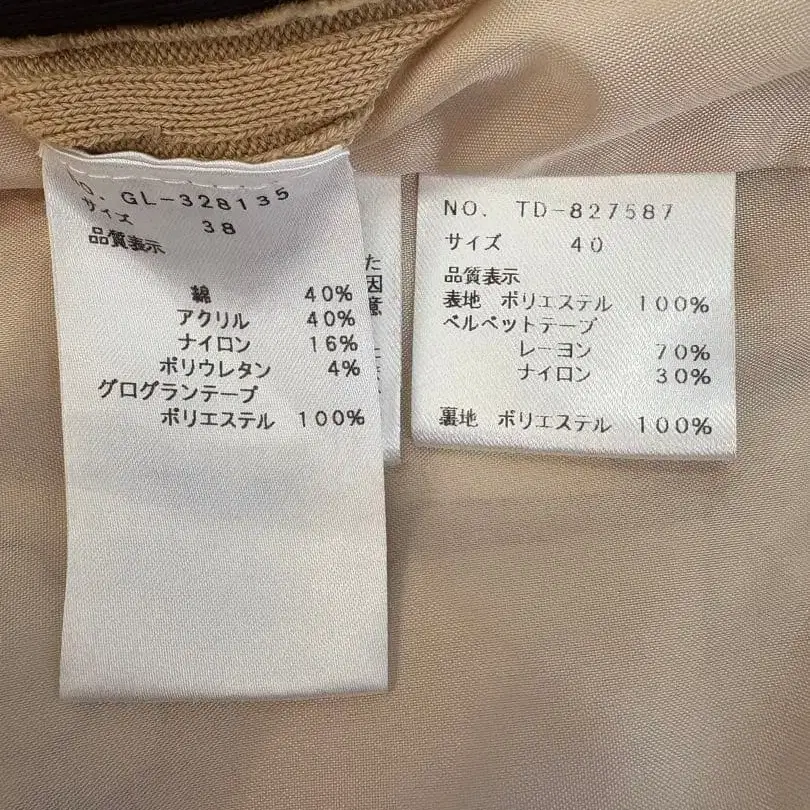 NO. GL-328135
サイズ 38
品質表示
綿 40%
アクリル 40%
ナイロン 16%
ポリウレタン 4%
グログランテープ
ポリエステル 100%
た
因
意
NO. TD-827587
サイズ 40
品質表示
表地 ポリエステル 100%
ベルベットテープ
レーヨン 70%
ナイロン 30%
裏地 ポリエステル 100%